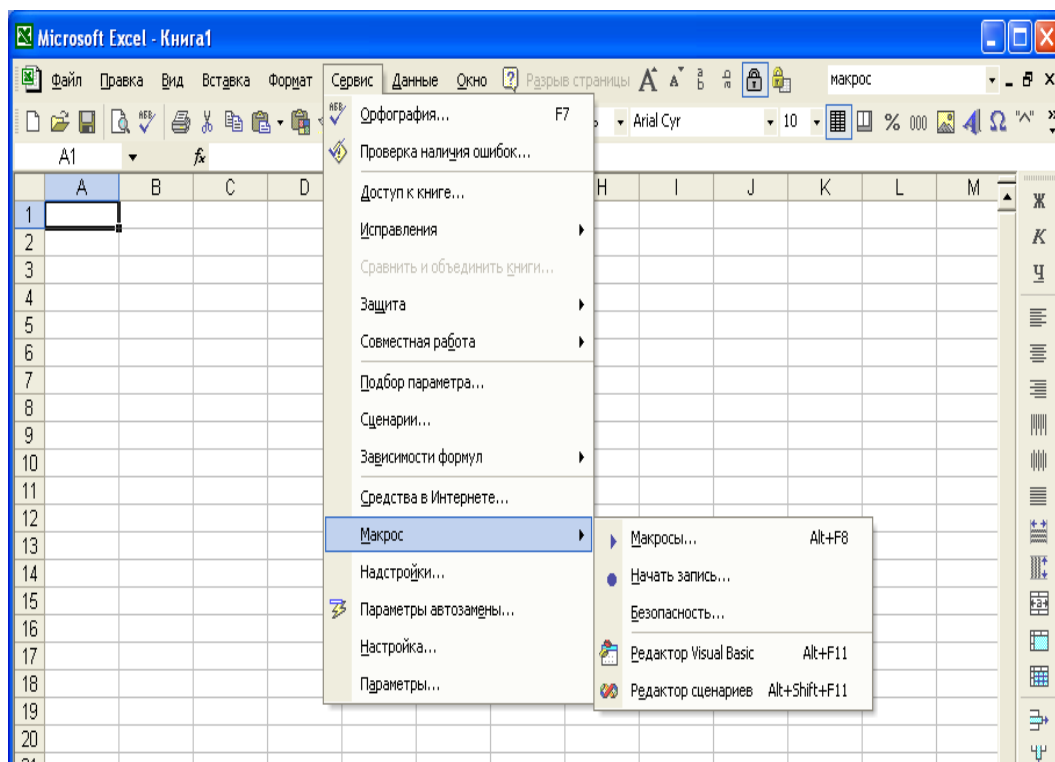 Microsoft Excel - Книга1
Файл Правка Вид Вставка Формат Сервис Данные Окно ? Разрыв страницы макрос
Arial Cyr 10 % 000
A1 fx
A B C D H I J K L M
Орфография... F7
Проверка наличия ошибок...
Доступ к книге...
Исправления
Сравнить и объединить книги...
Защита
Совместная работа
Подбор параметра...
Сценарии...
Зависимости формул
Средства в Интернете...
Макрос
Надстройки...
Параметры автозамены...
Настройка...
Параметры...
Макросы... Alt+F8
Начать запись...
Безопасность...
Редактор Visual Basic Alt+F11
Редактор сценариев Alt+Shift+F11
1
2
3
4
5
6
7
8
9
10
11
12
13
14
15
16
17
18
19
20
Ж
К
Ч